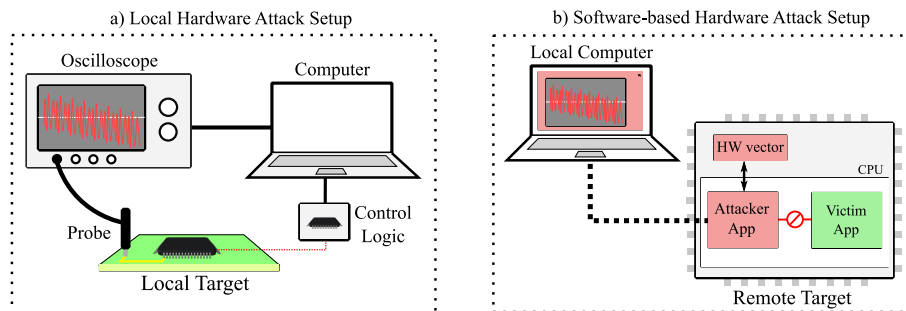 a) Local Hardware Attack Setup
Oscilloscope
Computer
Probe
Control
Logic
Local Target
b) Software-based Hardware Attack Setup
Local Computer
HW vector
CPU
Attacker
App
Victim
App
Remote Target